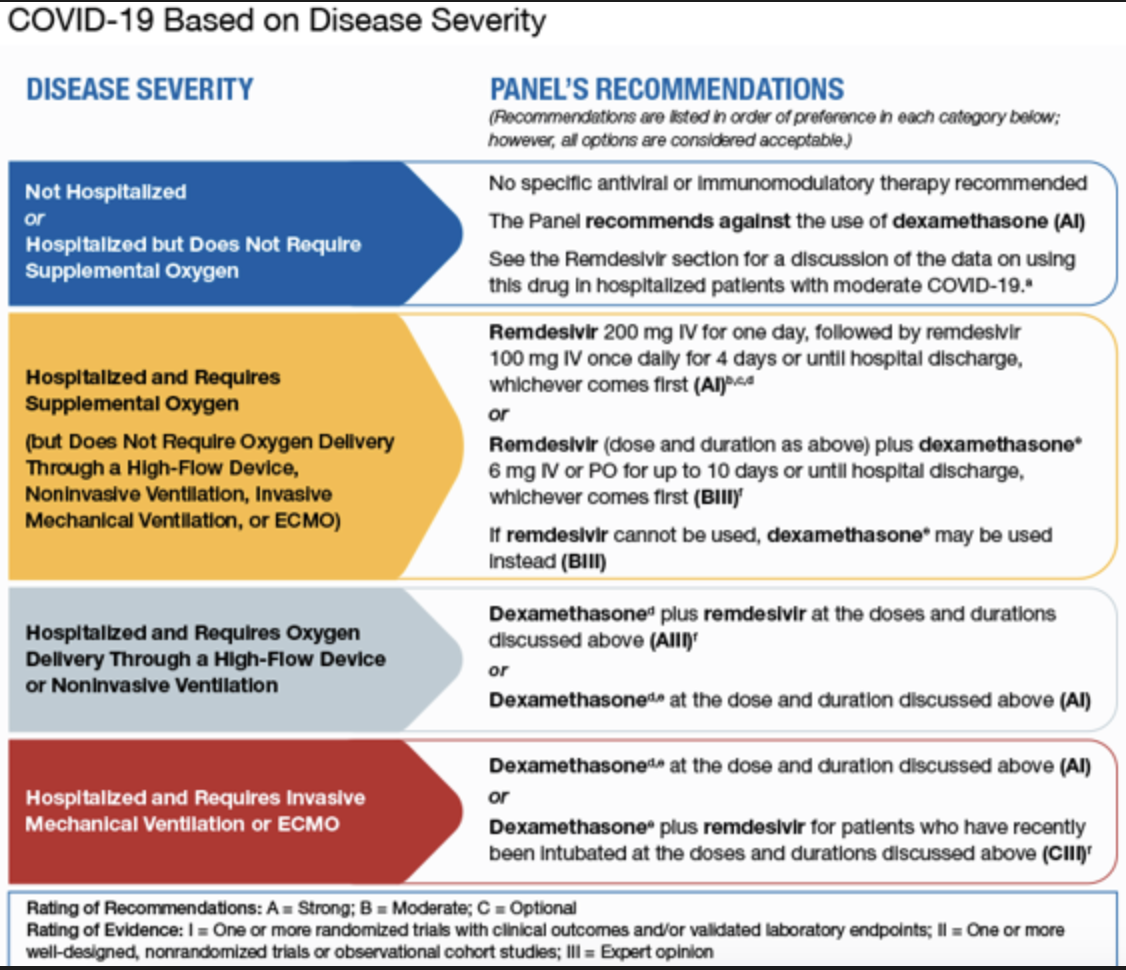 COVID-19 Based on Disease Severity
DISEASE SEVERITY
PANEL'S RECOMMENDATIONS
(Recommendations are listed in order of preference in each category below;
however, all options are considered acceptable.)
Not Hospitalized
or
Hospitalized but Does Not Require
Supplemental Oxygen
No specific antiviral or immunomodulatory therapy recommended
The Panel recommends against the use of dexamethasone (AI)
See the Remdesivir section for a discussion of the data on using
this drug in hospitalized patients with moderate COVID-19.ᵃ
Hospitalized and Requires
Supplemental Oxygen
(but Does Not Require Oxygen Delivery
Through a High-Flow Device,
Noninvasive Ventilation, Invasive
Mechanical Ventilation, or ECMO)
Remdesivir 200 mg IV for one day, followed by remdesivir
100 mg IV once daily for 4 days or until hospital discharge,
whichever comes first (AI)ᵇ,ᶜ,ᵈ
or
Remdesivir (dose and duration as above) plus dexamethasoneᵉ
6 mg IV or PO for up to 10 days or until hospital discharge,
whichever comes first (BIII)ᶠ
If remdesivir cannot be used, dexamethasoneᵉ may be used
instead (BIII)
Hospitalized and Requires Oxygen
Delivery Through a High-Flow Device
or Noninvasive Ventilation
Dexamethasoneᵈ plus remdesivir at the doses and durations
discussed above (AIII)ᶠ
or
Dexamethasoneᵈ,ᵉ at the dose and duration discussed above (AI)
Hospitalized and Requires Invasive
Mechanical Ventilation or ECMO
Dexamethasoneᵈ,ᵉ at the dose and duration discussed above (AI)
or
Dexamethasoneᵉ plus remdesivir for patients who have recently
been intubated at the doses and durations discussed above (CIII)ᶠ
Rating of Recommendations: A = Strong; B = Moderate; C = Optional
Rating of Evidence: I = One or more randomized trials with clinical outcomes and/or validated laboratory endpoints; II = One or more
well-designed, nonrandomized trials or observational cohort studies; III = Expert opinion